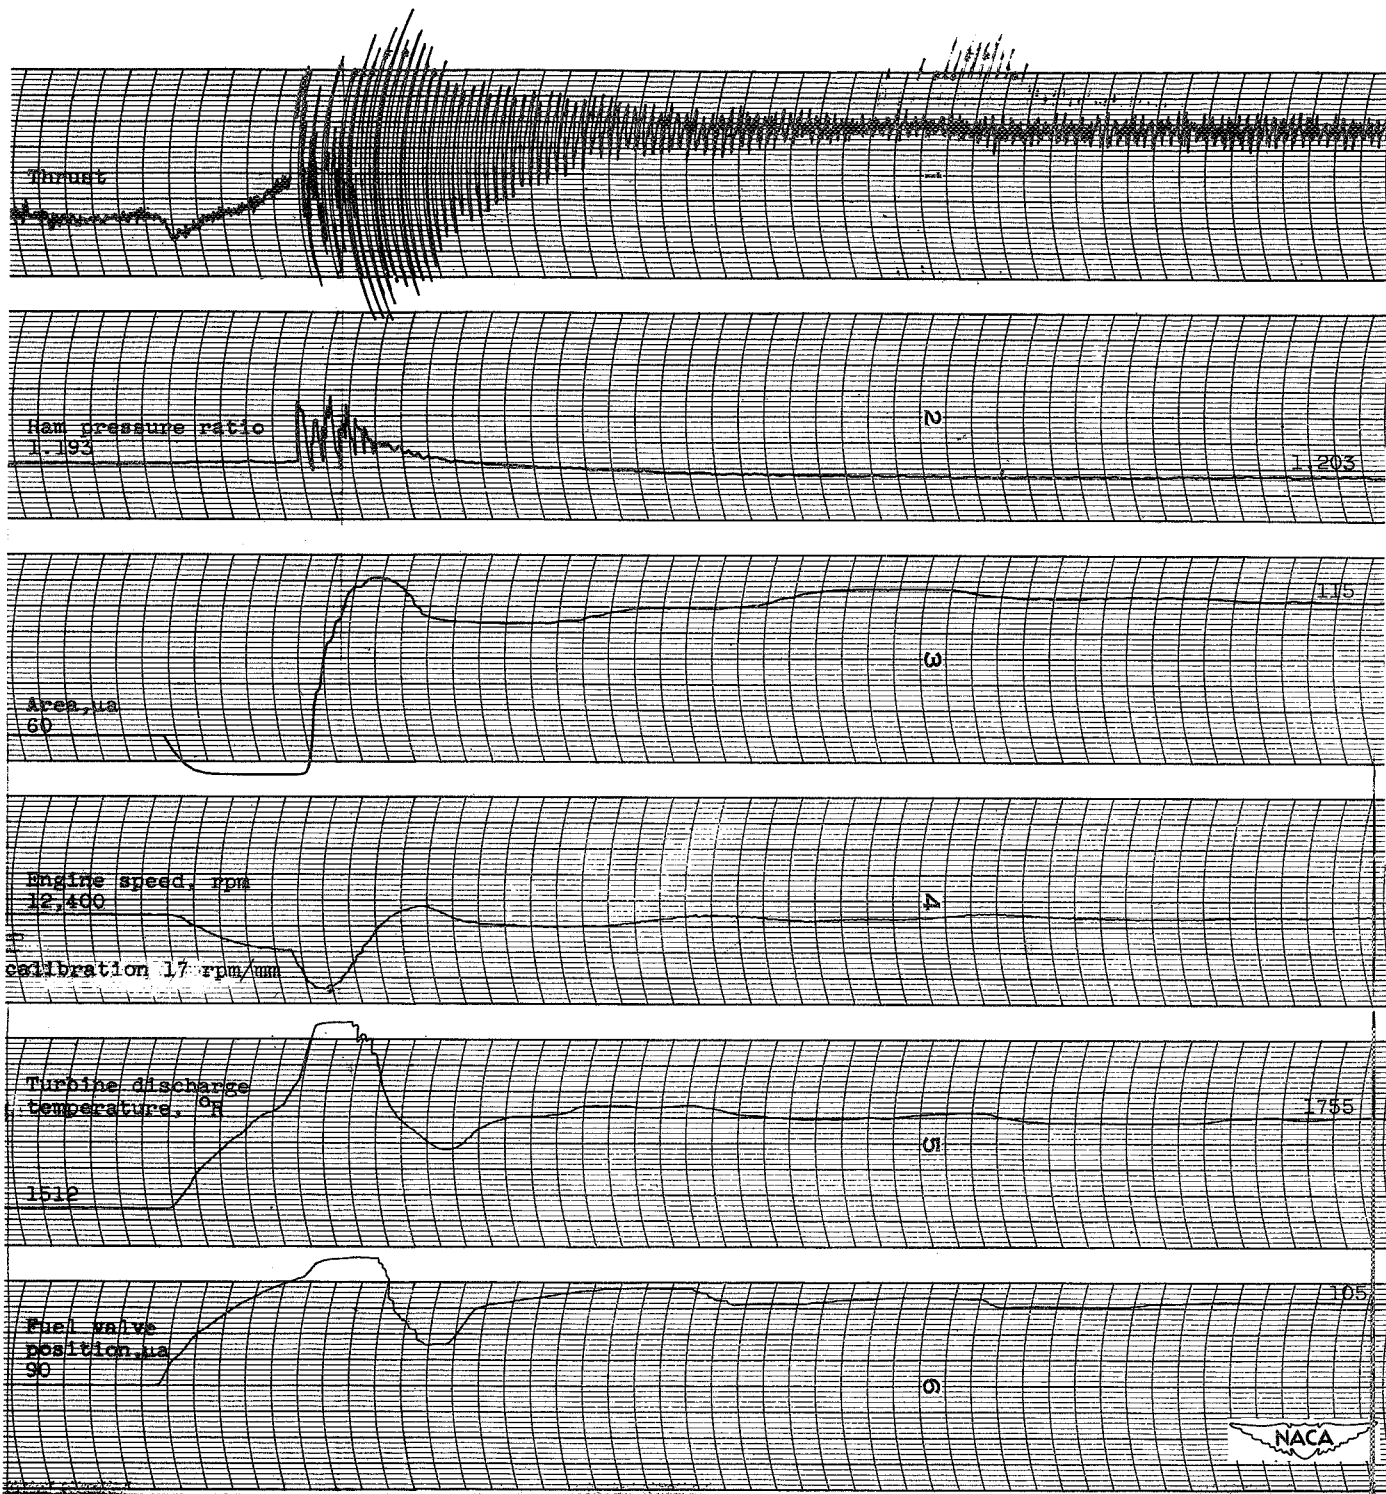 Thrust
1
Ram pressure ratio
1.193
2
1.203
115
3
Area,ua
60
Engine speed, rpm
12,400
4
calibration 17 rpm/mm
Turbine discharge
temperature, °R
1755
5
1512
105
Fuel valve
position,ua
90
6
NACA